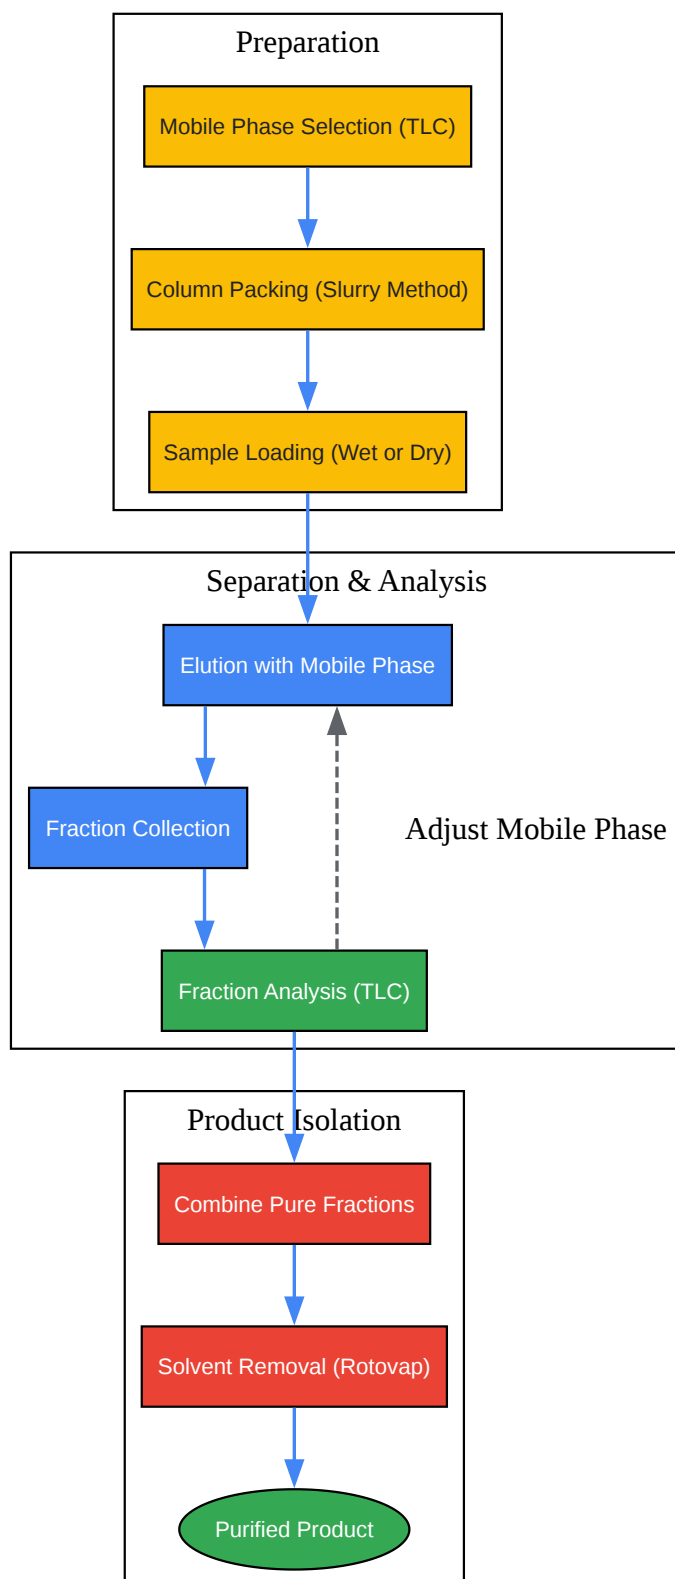 Preparation
Mobile Phase Selection (TLC)
Column Packing (Slurry Method)
Sample Loading (Wet or Dry)
Separation & Analysis
Elution with Mobile Phase
Fraction Collection
Adjust Mobile Phase
Fraction Analysis (TLC)
Product Isolation
Combine Pure Fractions
Solvent Removal (Rotovap)
Purified Product